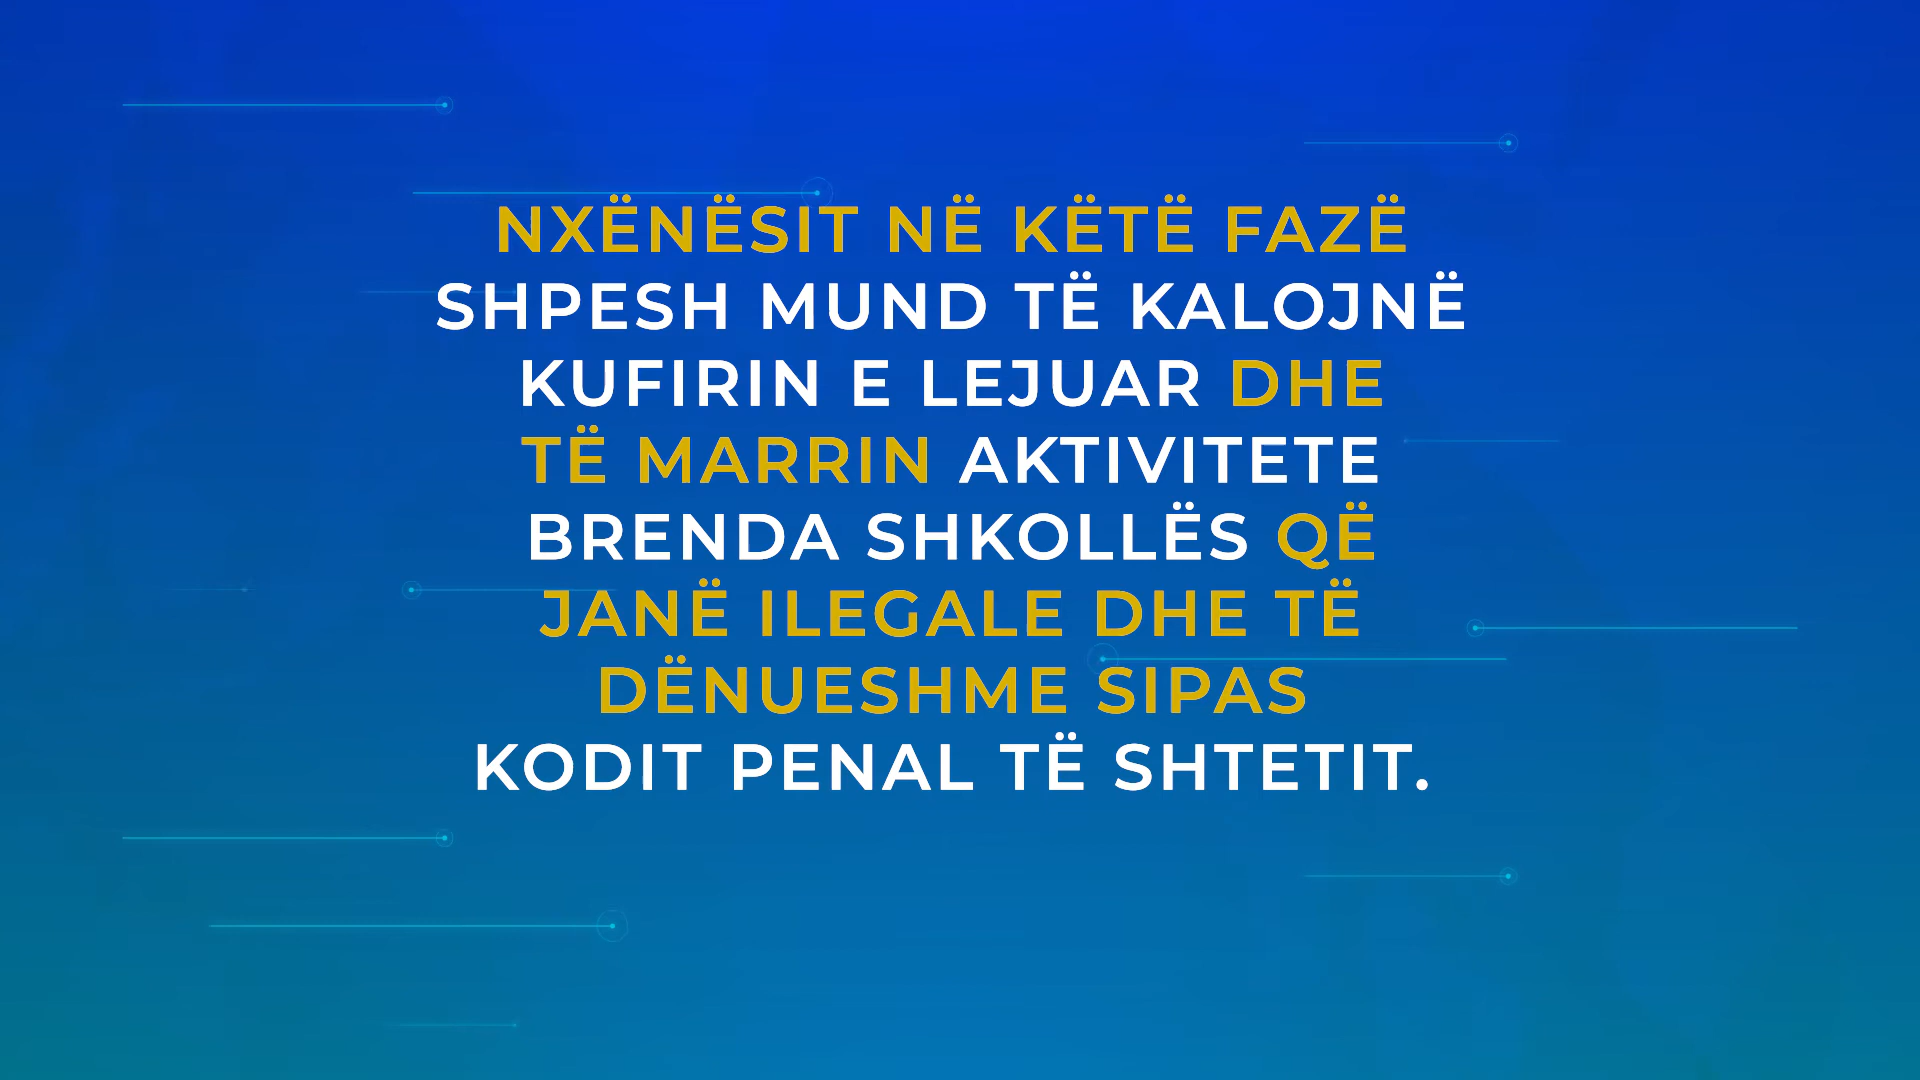 NXËNËSIT NË KËTË FAZË
SHPESH MUND TË KALOJNË
KUFIRIN E LEJUAR DHE
TË MARRIN AKTIVITETE
BRENDA SHKOLLËS QË
JANË ILEGALE DHE TË
DËNUESHME SIPAS
KODIT PENAL TË SHTETIT.